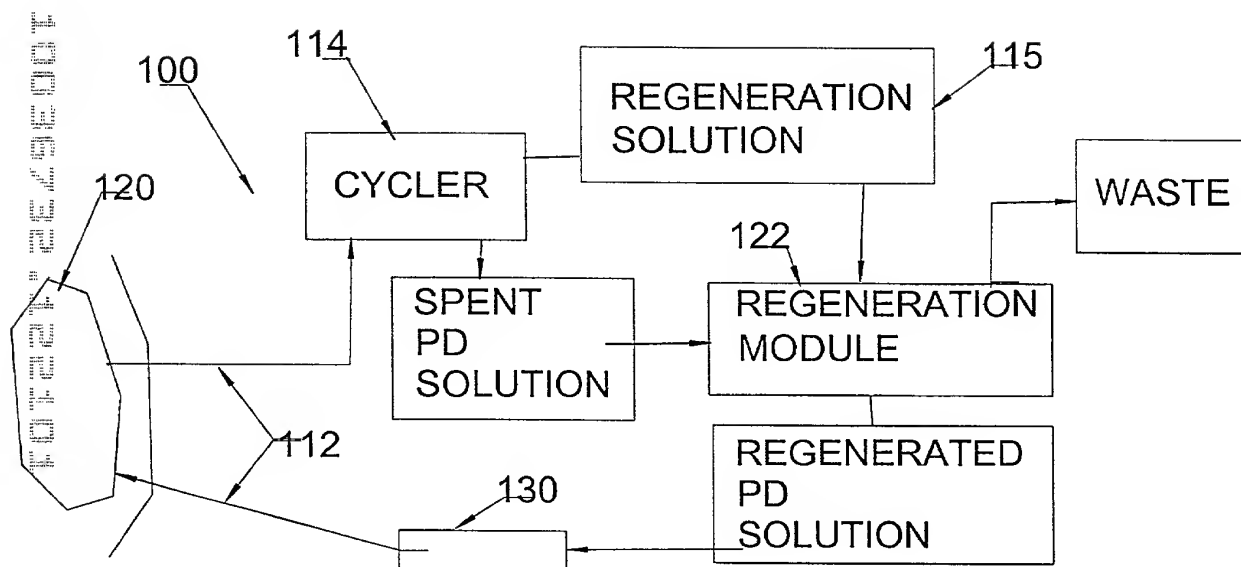 114
115
100
REGENERATION
SOLUTION
CYCLER
WASTE
120
122
SPENT
PD
SOLUTION
REGENERATION
MODULE
112
130
REGENERATED
PD
SOLUTION